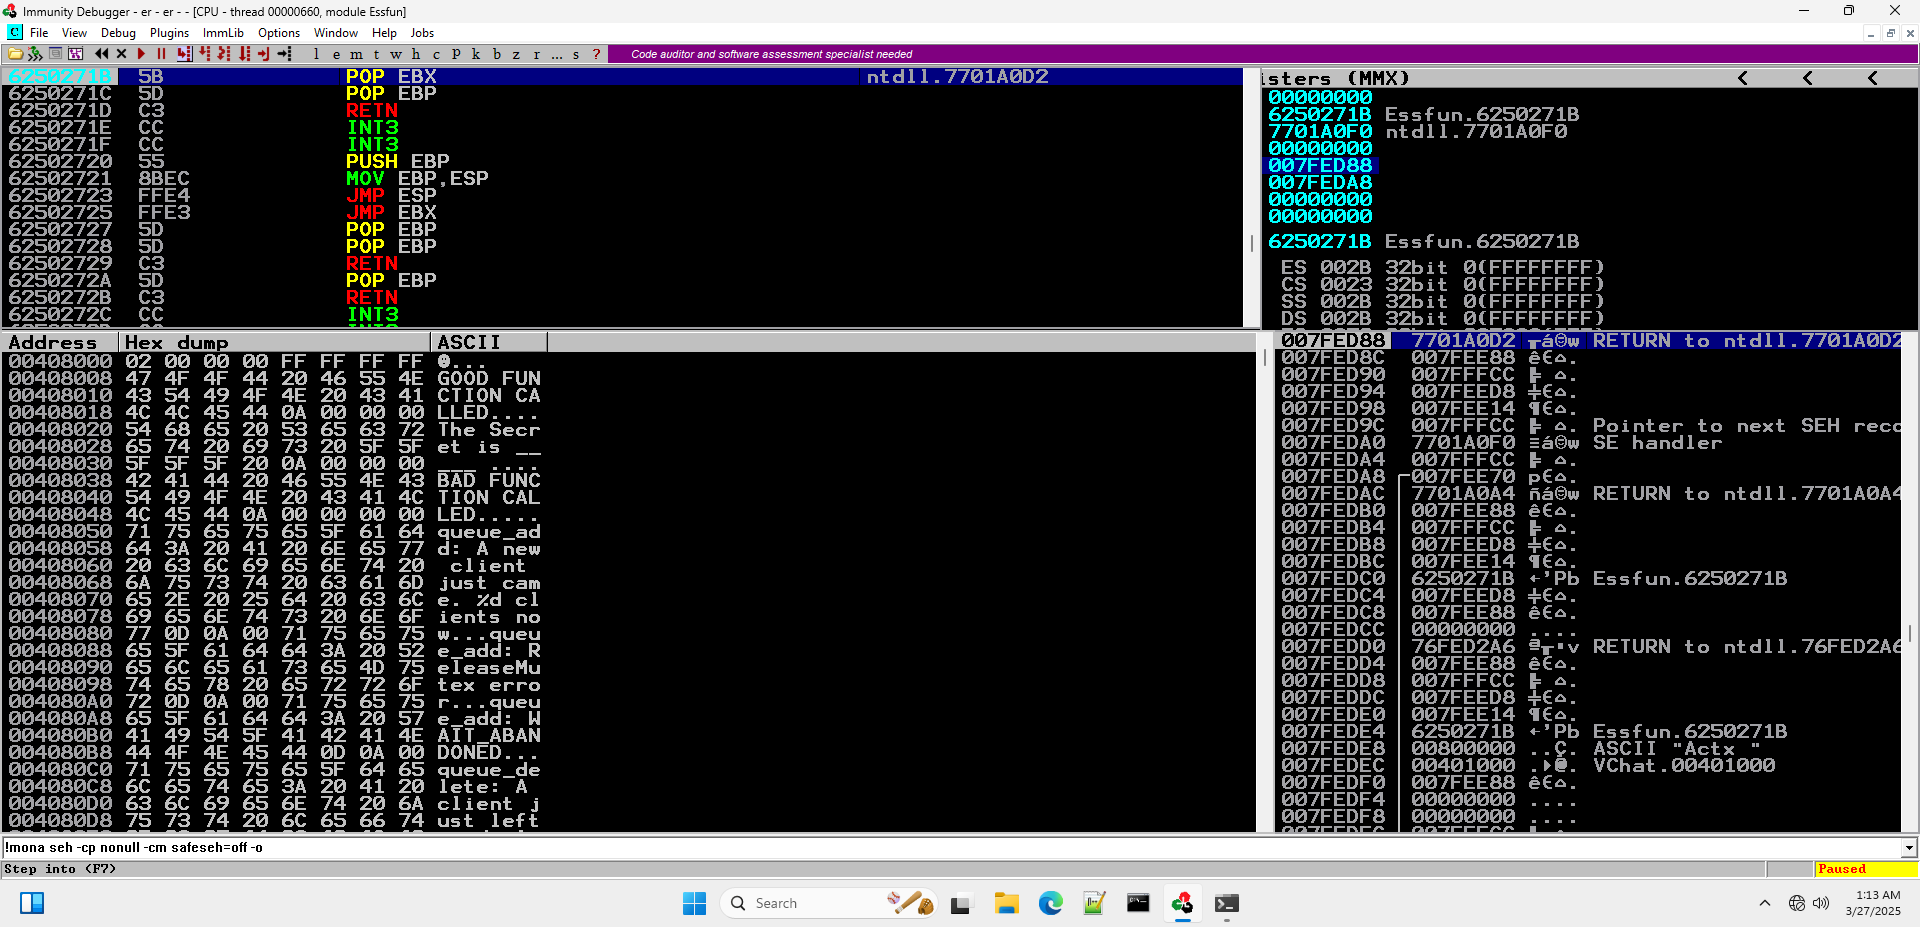 Immunity Debugger - er - er - - [CPU - thread 00000660, module Essfun]
C File View Debug Plugins ImmLib Options Window Help Jobs
l e m t w h c P k b z r ... s ? Code auditor and software assessment specialist needed
6250271B 5B POP EBX ntdll.7701A0D2
6250271C 5D POP EBP
6250271D C3 RETN
6250271E CC INT3
6250271F CC INT3
62502720 55 PUSH EBP
62502721 8BEC MOV EBP,ESP
62502723 FFE4 JMP ESP
62502725 FFE3 JMP EBX
62502727 5D POP EBP
62502728 5D POP EBP
62502729 C3 RETN
6250272A 5D POP EBP
6250272B C3 RETN
6250272C CC INT3
isters (MMX) < < <
00000000
6250271B Essfun.6250271B
7701A0F0 ntdll.7701A0F0
00000000
007FED88
007FEDA8
00000000
00000000
6250271B Essfun.6250271B
ES 002B 32bit 0(FFFFFFFF)
CS 0023 32bit 0(FFFFFFFF)
SS 002B 32bit 0(FFFFFFFF)
DS 002B 32bit 0(FFFFFFFF)
Address Hex dump ASCII
00408000 02 00 00 00 FF FF FF FF ☻...
00408008 47 4F 4F 44 20 46 55 4E GOOD FUN
00408010 43 54 49 4F 4E 20 43 41 CTION CA
00408018 4C 4C 45 44 0A 00 00 00 LLED....
00408020 54 68 65 20 53 65 63 72 The Secr
00408028 65 74 20 69 73 20 5F 5F et is __
00408030 5F 5F 5F 20 0A 00 00 00 ___ ....
00408038 42 41 44 20 46 55 4E 43 BAD FUNC
00408040 54 49 4F 4E 20 43 41 4C TION CAL
00408048 4C 45 44 0A 00 00 00 00 LED.....
00408050 71 75 65 75 65 5F 61 64 queue_ad
00408058 64 3A 20 41 20 6E 65 77 d: A new
00408060 20 63 6C 69 65 6E 74 20 client
00408068 6A 75 73 74 20 63 61 6D just cam
00408070 65 2E 20 25 64 20 63 6C e. %d cl
00408078 69 65 6E 74 73 20 6E 6F ients no
00408080 77 0D 0A 00 71 75 65 75 w...queu
00408088 65 5F 61 64 64 3A 20 52 e_add: R
00408090 65 6C 65 61 73 65 4D 75 eleaseMu
00408098 74 65 78 20 65 72 72 6F tex erro
004080A0 72 0D 0A 00 71 75 65 75 r...queu
004080A8 65 5F 61 64 64 3A 20 57 e_add: W
004080B0 41 49 54 5F 41 42 41 4E AIT_ABAN
004080B8 44 4F 4E 45 44 0D 0A 00 DONED...
004080C0 71 75 65 75 65 5F 64 65 queue_de
004080C8 6C 65 74 65 3A 20 41 20 lete: A
004080D0 63 6C 69 65 6E 74 20 6A client j
004080D8 75 73 74 20 6C 65 66 74 ust left
007FED88 7701A0D2 ╥á☺w RETURN to ntdll.7701A0D2
007FED8C 007FEE88 ê€⌂.
007FED90 007FFFCC ╠ ⌂.
007FED94 007FEED8 ╪€⌂.
007FED98 007FEE14 ¶€⌂.
007FED9C 007FFFCC ╠ ⌂. Pointer to next SEH reco
007FEDA0 7701A0F0 ≡á☺w SE handler
007FEDA4 007FFFCC ╠ ⌂.
007FEDA8 007FEE70 p€⌂.
007FEDAC 7701A0A4 ñá☺w RETURN to ntdll.7701A0A4
007FEDB0 007FEE88 ê€⌂.
007FEDB4 007FFFCC ╠ ⌂.
007FEDB8 007FEED8 ╪€⌂.
007FEDBC 007FEE14 ¶€⌂.
007FEDC0 6250271B ←'Pb Essfun.6250271B
007FEDC4 007FEED8 ╪€⌂.
007FEDC8 007FEE88 ê€⌂.
007FEDCC 00000000 ....
007FEDD0 76FED2A6 ª╥▪v RETURN to ntdll.76FED2A6
007FEDD4 007FEE88 ê€⌂.
007FEDD8 007FFFCC ╠ ⌂.
007FEDDC 007FEED8 ╪€⌂.
007FEDE0 007FEE14 ¶€⌂.
007FEDE4 6250271B ←'Pb Essfun.6250271B
007FEDE8 00800000 ..Ç. ASCII "Actx "
007FEDEC 00401000 .►@. VChat.00401000
007FEDF0 007FEE88 ê€⌂.
007FEDF4 00000000 ....
007FEDF8 00000000 ....
!mona seh -cp nonull -cm safeseh=off -o
Step into (F7)
Paused
Search
1:13 AM
3/27/2025